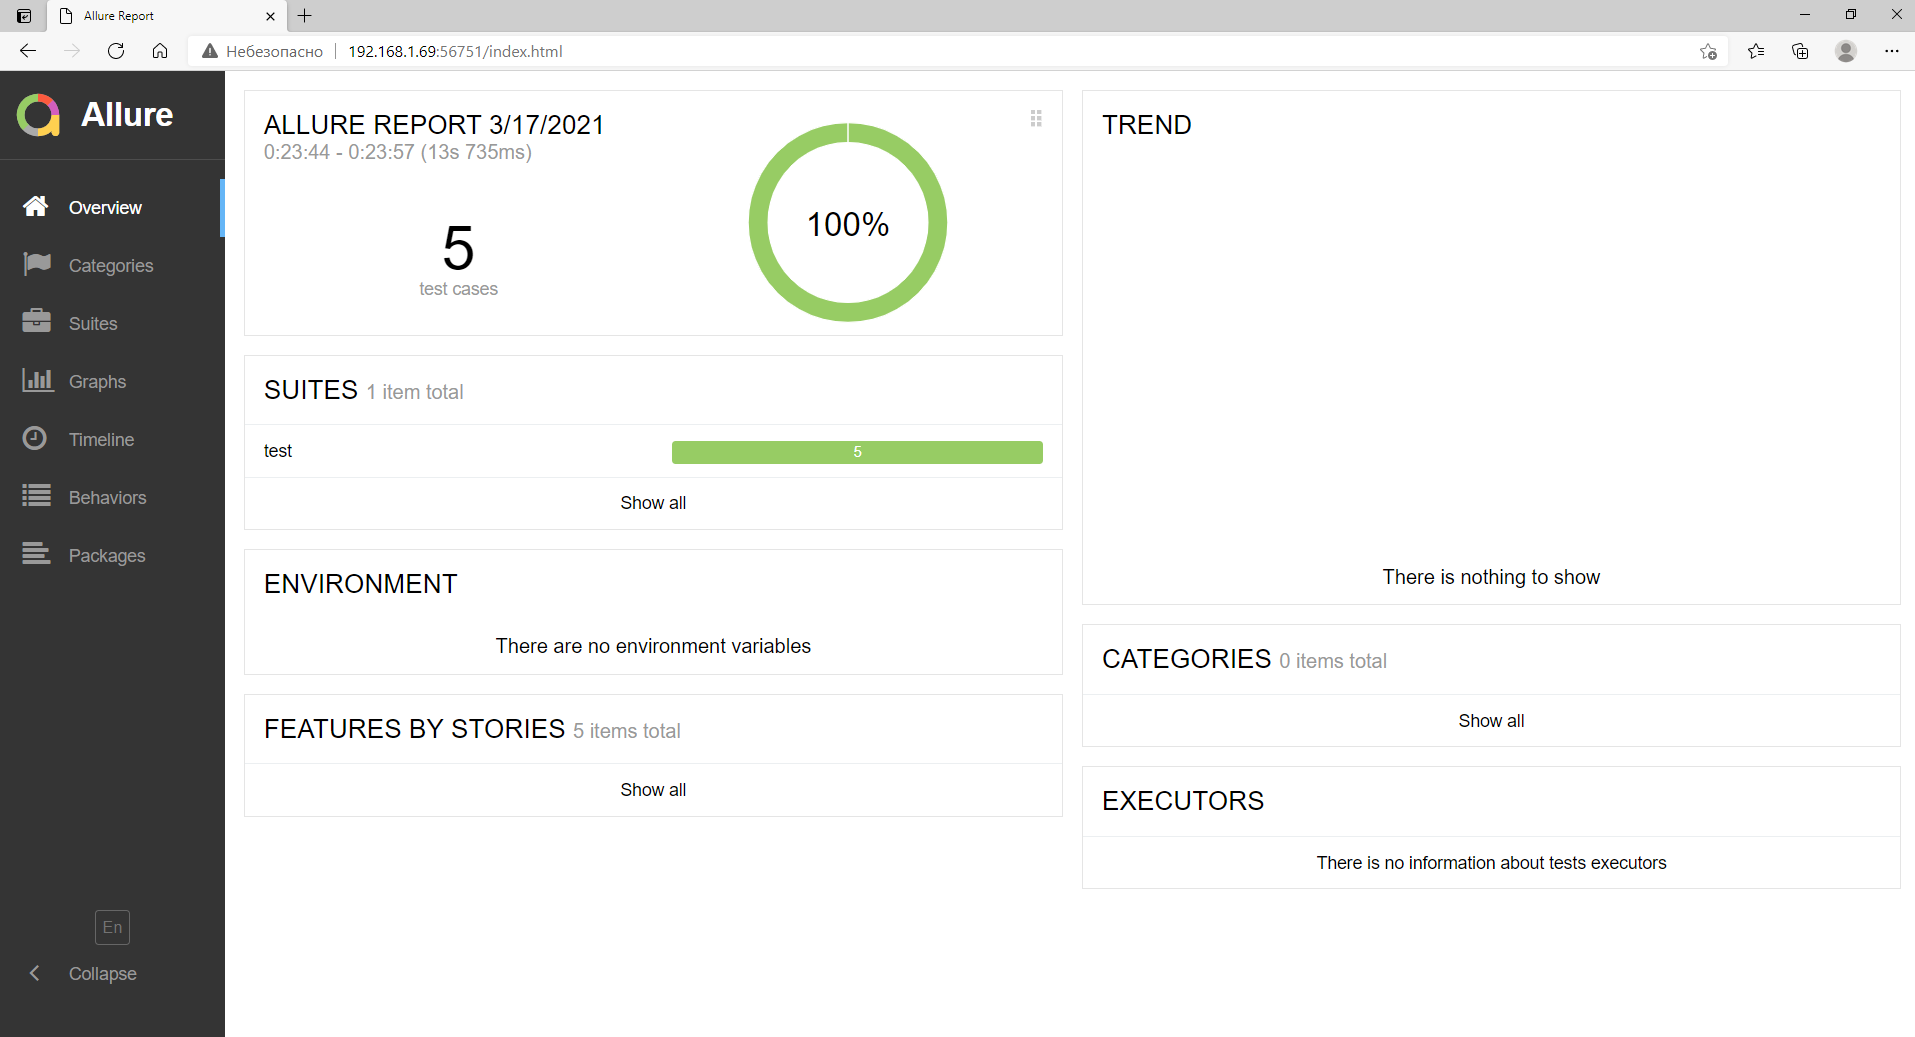 Allure Report
Небезопасно
192.168.1.69:56751/index.html
Allure
Overview
Categories
Suites
Graphs
Timeline
Behaviors
Packages
En
Collapse
ALLURE REPORT 3/17/2021
0:23:44 - 0:23:57 (13s 735ms)
5
test cases
100%
SUITES 1 item total
test
5
Show all
ENVIRONMENT
There are no environment variables
FEATURES BY STORIES 5 items total
Show all
TREND
There is nothing to show
CATEGORIES 0 items total
Show all
EXECUTORS
There is no information about tests executors